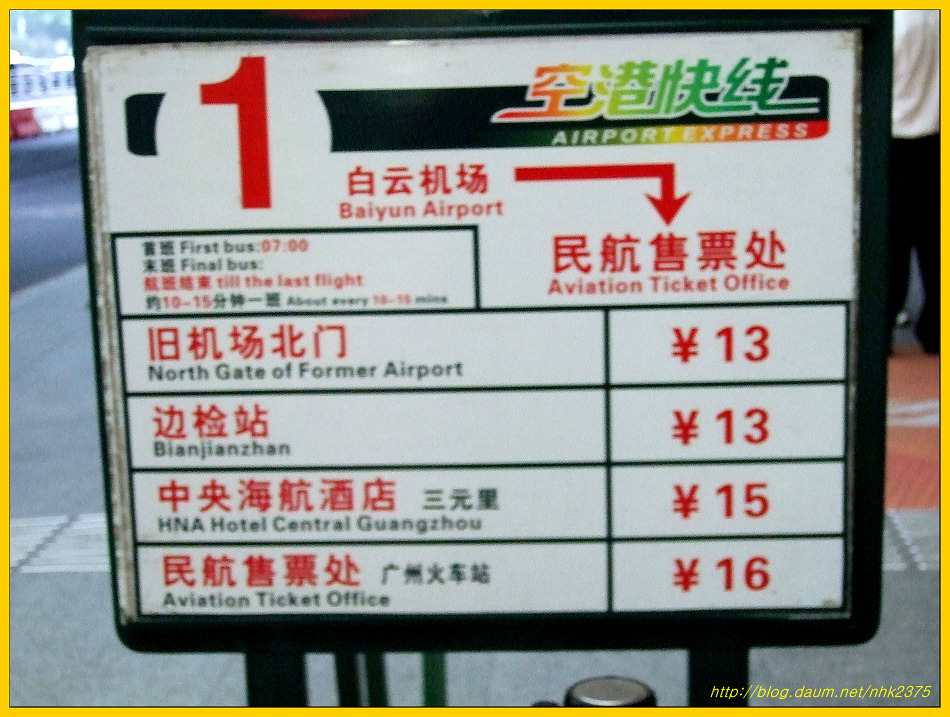 1
空港快线
AIRPORT EXPRESS
白云机场
Baiyun Airport
民航售票处
Aviation Ticket Office
首班 First bus:07:00
末班 Final bus:
航班结束 till the last flight
约10-15分钟一班 About every 10-15 mins
旧机场北门
North Gate of Former Airport
¥ 13
边检站
Bianjianzhan
¥ 13
中央海航酒店 三元里
HNA Hotel Central Guangzhou
¥ 15
民航售票处 广州火车站
Aviation Ticket Office
¥ 16
http://blog.daum.net/nhk2375